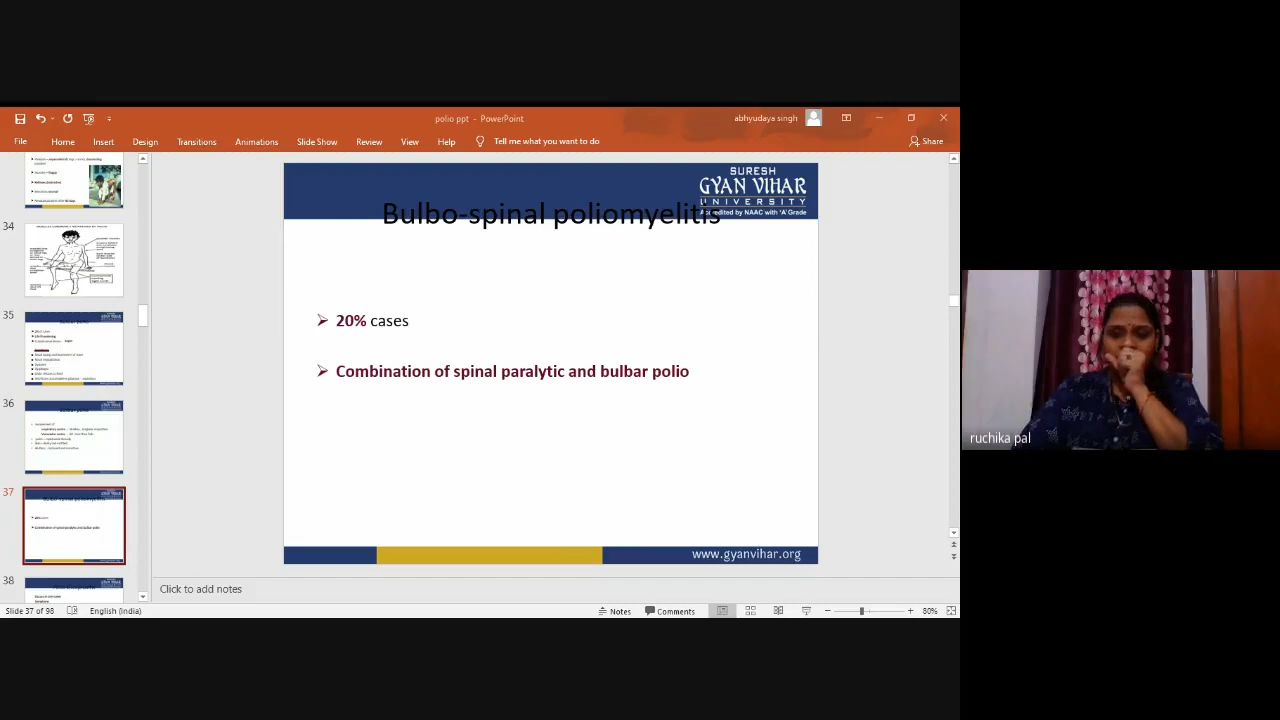 polio ppt - PowerPoint
abhyudaya singh
File
Home
Insert
Design
Transitions
Animations
Slide Show
Review
View
Help
Tell me what you want to do
Share
34
35
36
37
38
SURESH
GYAN VIHAR
UNIVERSITY
Accredited by NAAC with 'A' Grade
Bulbo-spinal poliomyelitis
20% cases
Combination of spinal paralytic and bulbar polio
www.gyanvihar.org
Click to add notes
Slide 37 of 98
English (India)
Notes
Comments
80%
ruchika pal